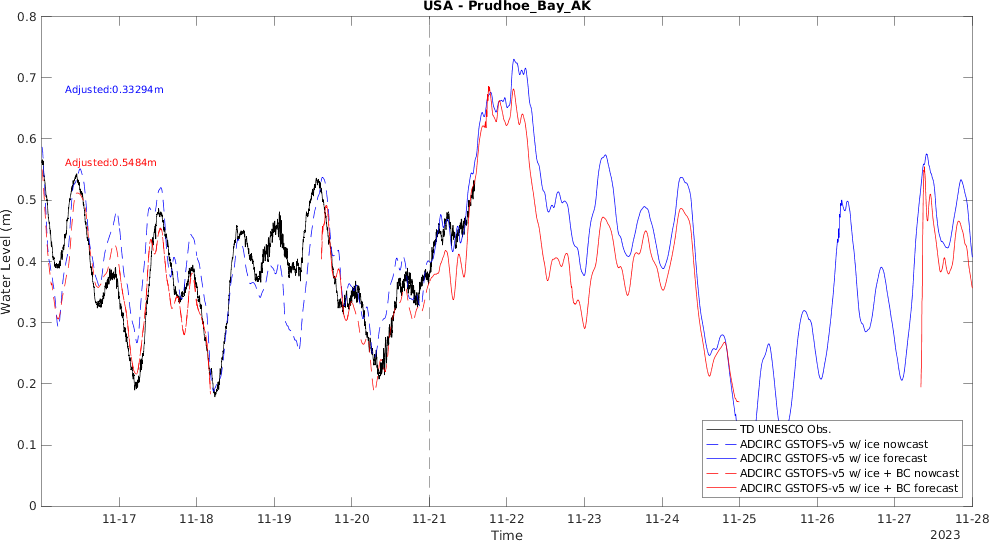 USA - Prudhoe_Bay_AK
0.8
0.7
0.6
0.5
0.4
0.3
0.2
0.1
0
Water Level (m)
Adjusted:0.33294m
Adjusted:0.5484m
TD UNESCO Obs.
ADCIRC GSTOFS-v5 w/ ice nowcast
ADCIRC GSTOFS-v5 w/ ice forecast
ADCIRC GSTOFS-v5 w/ ice + BC nowcast
ADCIRC GSTOFS-v5 w/ ice + BC forecast
11-17 11-18 11-19 11-20 11-21 11-22 11-23 11-24 11-25 11-26 11-27 11-28
Time
2023